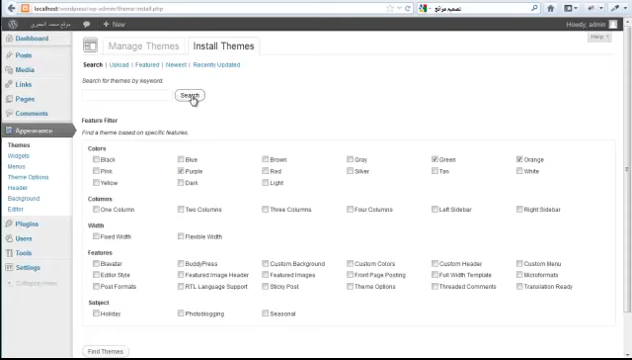 localhost/wordpress/wp-admin/theme-install.php
تصميم مواقع
New
Howdy, admin
Dashboard
Posts
Media
Links
Pages
Comments
Appearance
Themes
Widgets
Menus
Theme Options
Header
Background
Editor
Plugins
Users
Tools
Settings
Collapse menu
Help
Manage Themes
Install Themes
Search | Upload | Featured | Newest | Recently Updated
Search for themes by keyword.
Search
Feature Filter
Find a theme based on specific features.
Colors
Black Blue Brown Gray Green Orange
Pink Purple Red Silver Tan White
Yellow Dark Light
Columns
One Column Two Columns Three Columns Four Columns Left Sidebar Right Sidebar
Width
Fixed Width Flexible Width
Features
Blavatar BuddyPress Custom Background Custom Colors Custom Header Custom Menu
Editor Style Featured Image Header Featured Images Front Page Posting Full Width Template Microformats
Post Formats RTL Language Support Sticky Post Theme Options Threaded Comments Translation Ready
Subject
Holiday Photoblogging Seasonal
Find Themes